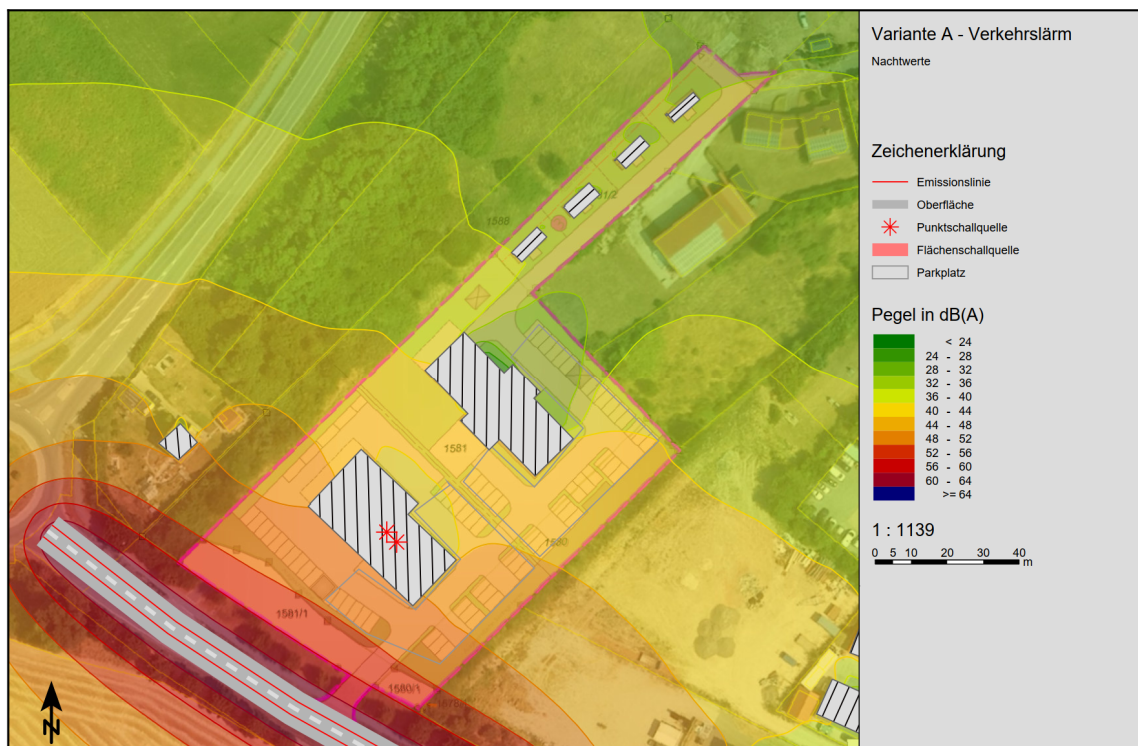 Variante A - Verkehrslärm
Nachtwerte
Zeichenerklärung
Emissionslinie
Oberfläche
Punktschallquelle
Flächenschallquelle
Parkplatz
Pegel in dB(A)
< 24
24 - 28
28 - 32
32 - 36
36 - 40
40 - 44
44 - 48
48 - 52
52 - 56
56 - 60
60 - 64
>= 64
1 : 1139
0 5 10 20 30 40
m
1588
1581
1580
1581/1
1580/1
N